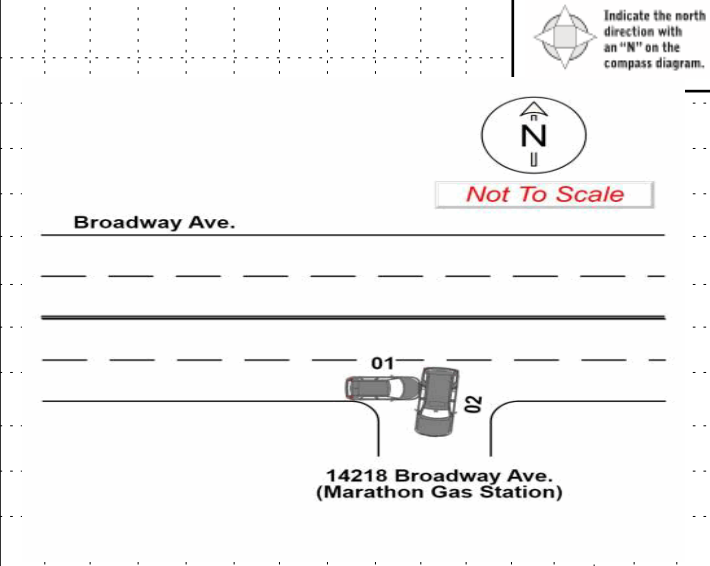 Indicate the north
direction with
an “N” on the
compass diagram.
N
Not To Scale
Broadway Ave.
01
02
14218 Broadway Ave.
(Marathon Gas Station)